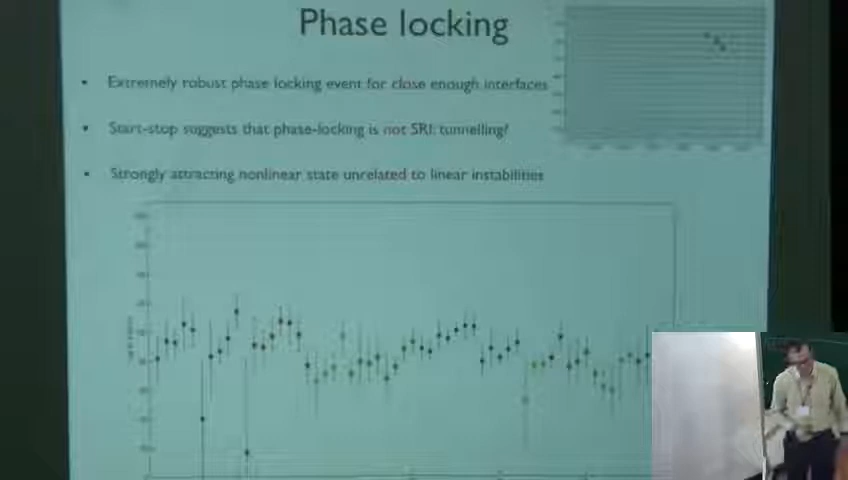 Phase locking
• Extremely robust phase locking event for close enough interfaces
• Start-stop suggests that phase-locking is not SRI: tunnelling?
• Strongly attracting nonlinear state unrelated to linear instabilities